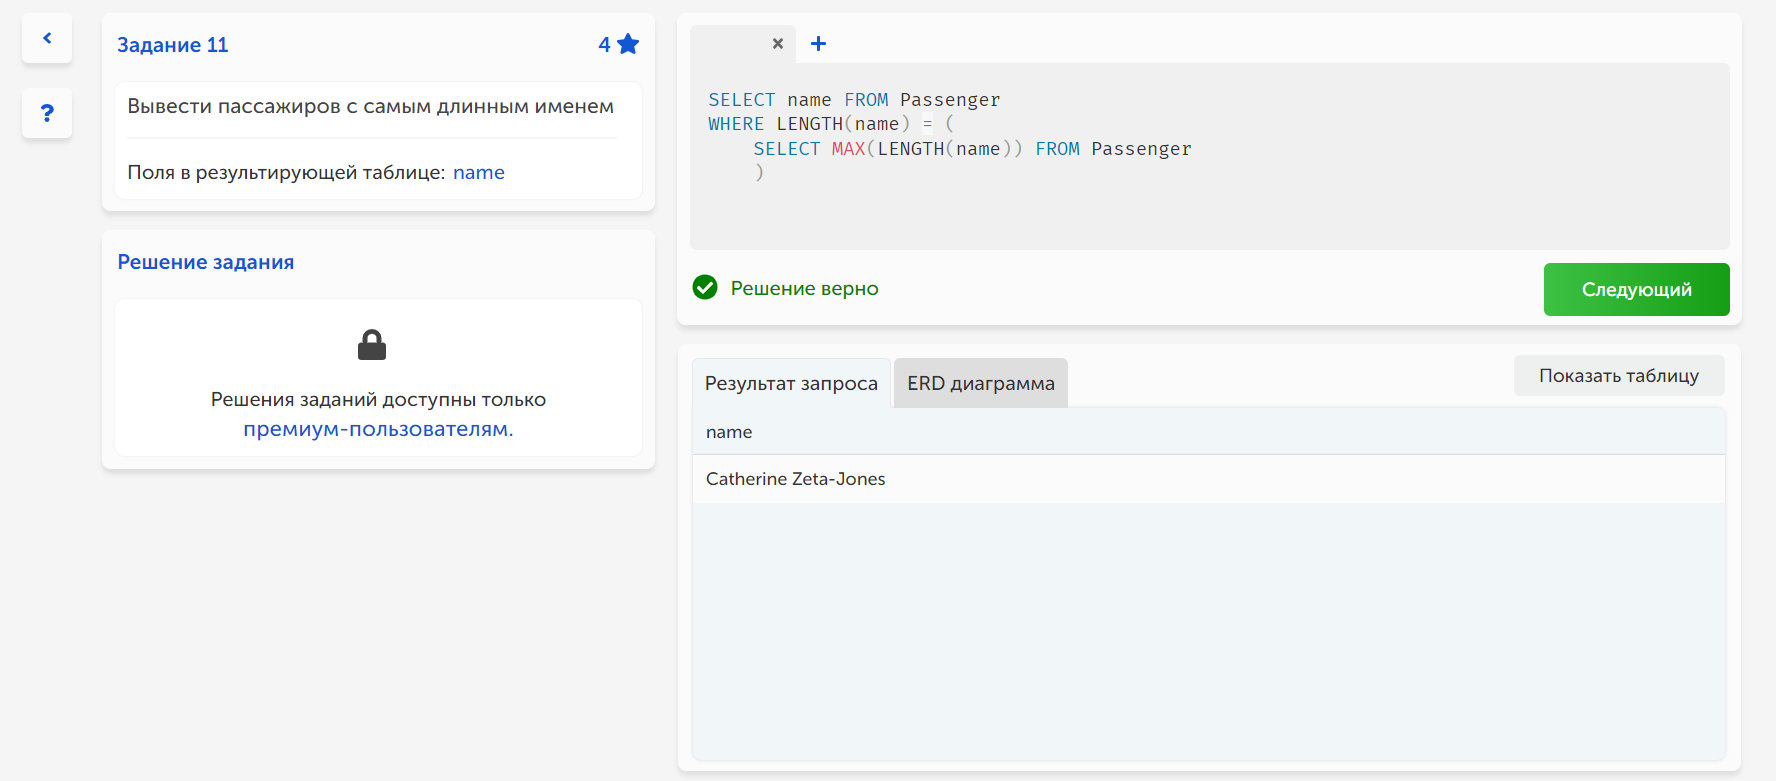 Задание 11
4
Вывести пассажиров с самым длинным именем
Поля в результирующей таблице: name
Решение задания
Решения заданий доступны только
премиум-пользователям.
SELECT name FROM Passenger
WHERE LENGTH(name) = (
    SELECT MAX(LENGTH(name)) FROM Passenger
    )
Решение верно
Следующий
Результат запроса
ERD диаграмма
Показать таблицу
name
Catherine Zeta-Jones